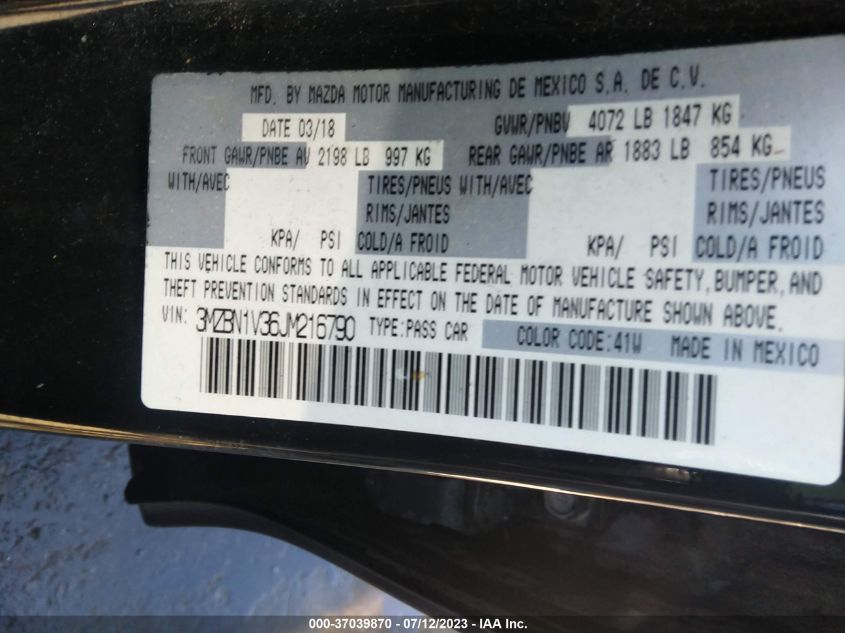 MFD. BY MAZDA MOTOR MANUFACTURING DE MEXICO S.A. DE C.V.
DATE 03/18 GVWR/PNBV 4072 LB 1847 KG
FRONT GAWR/PNBE AV 2198 LB 997 KG REAR GAWR/PNBE AR 1883 LB 854 KG
WITH/AVEC TIRES/PNEUS WITH/AVEC TIRES/PNEUS
RIMS/JANTES RIMS/JANTES
KPA/ PSI COLD/A FROID KPA/ PSI COLD/A FROID
THIS VEHICLE CONFORMS TO ALL APPLICABLE FEDERAL MOTOR VEHICLE SAFETY, BUMPER, AND
THEFT PREVENTION STANDARDS IN EFFECT ON THE DATE OF MANUFACTURE SHOWN ABOVE.
VIN: 3MZBN1V36JM216790 TYPE:PASS CAR COLOR CODE:41W MADE IN MEXICO
000-37039870 - 07/12/2023 - IAAI.com - Copyright © 2023 IAA, Inc.